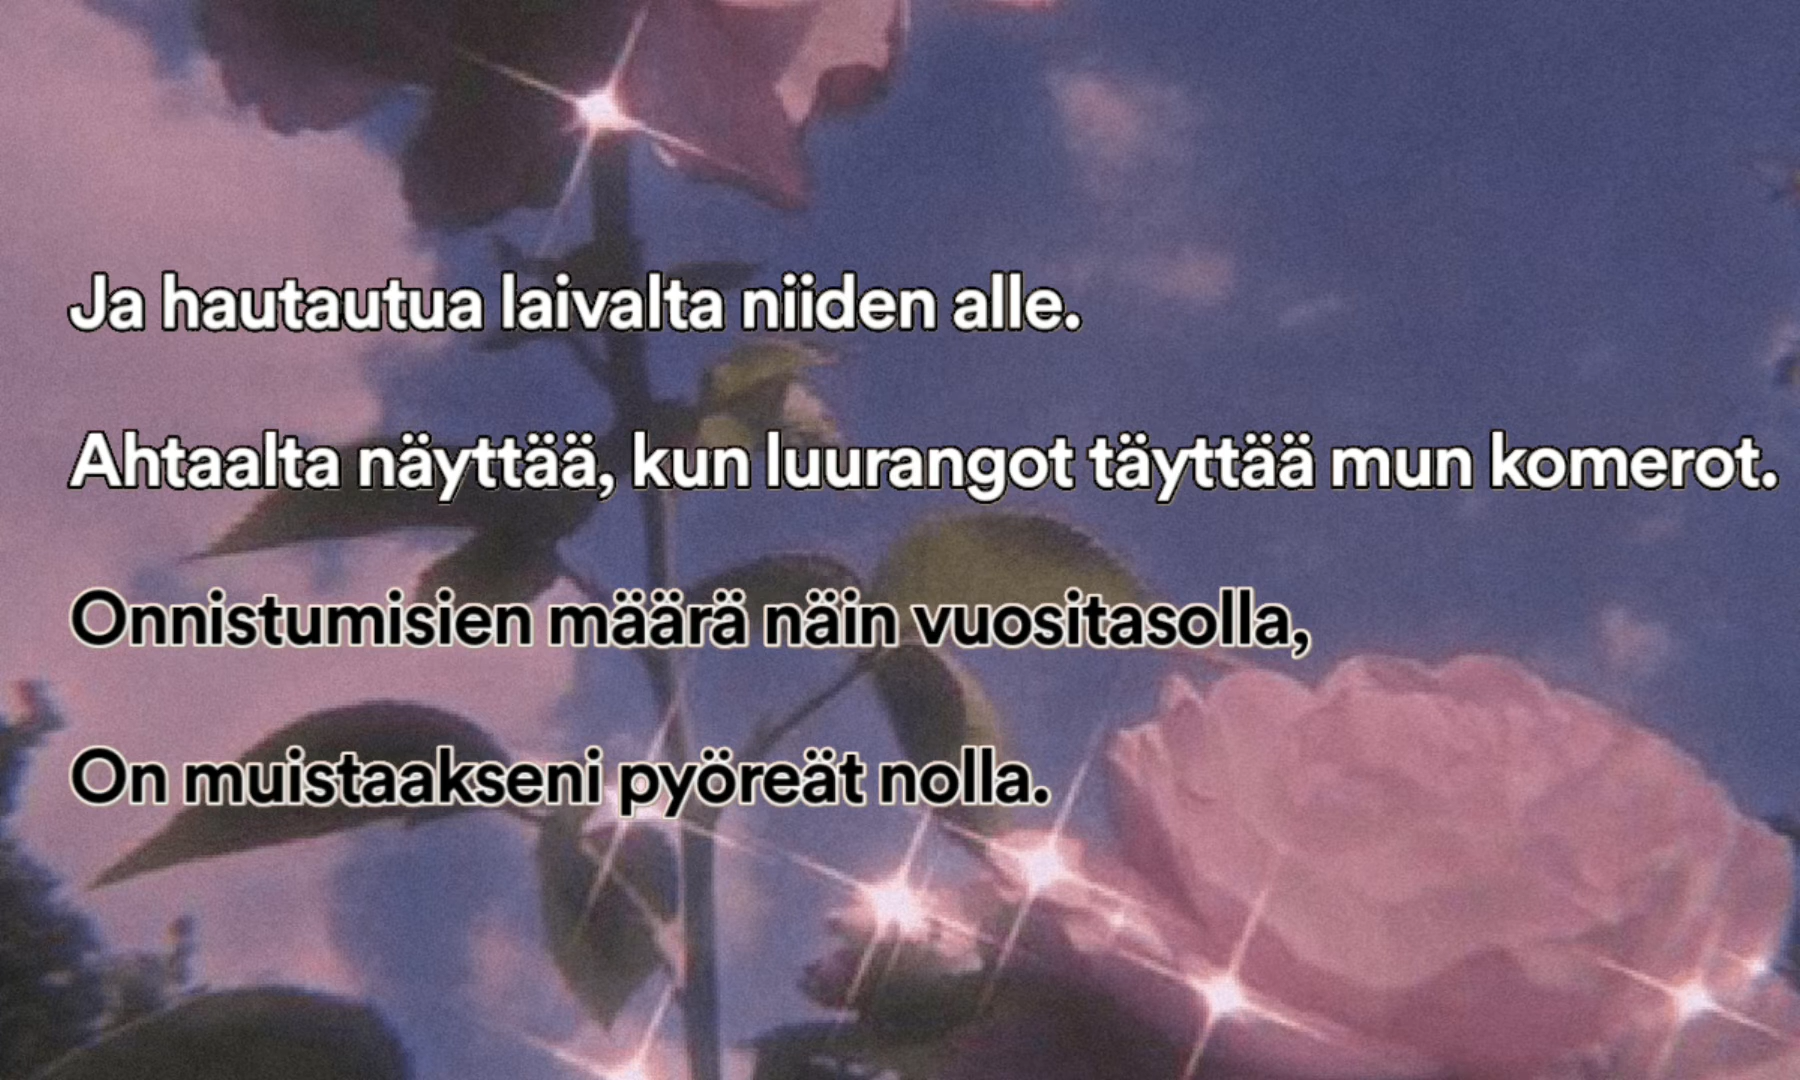 Ja hautautua laivalta niiden alle.
Ahtaalta näyttää, kun luurangot täyttää mun komerot.
Onnistumisien määrä näin vuositasolla,
On muistaakseni pyöreät nolla.